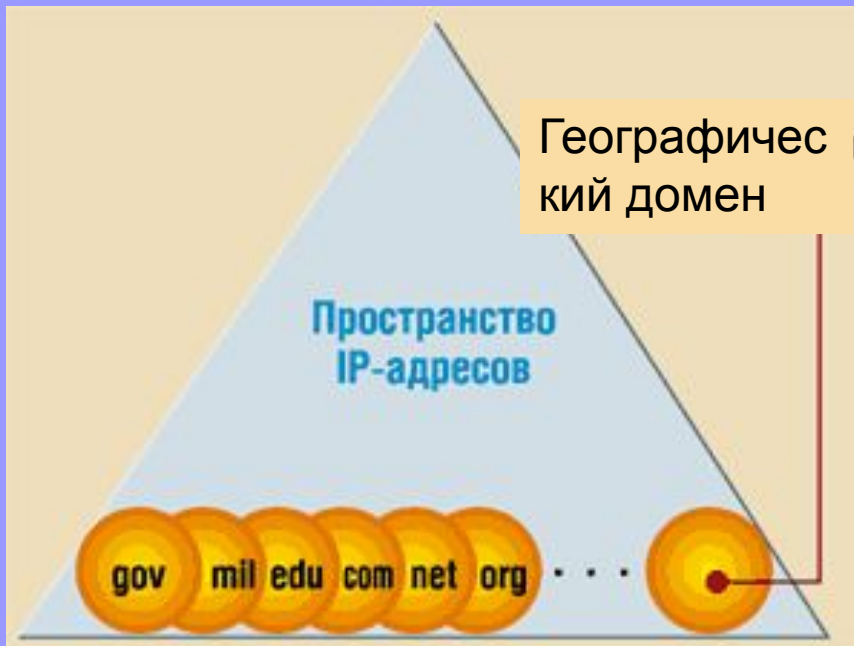 Географичес
кий домен
Пространство
IP-адресов
gov mil edu com net org . . .